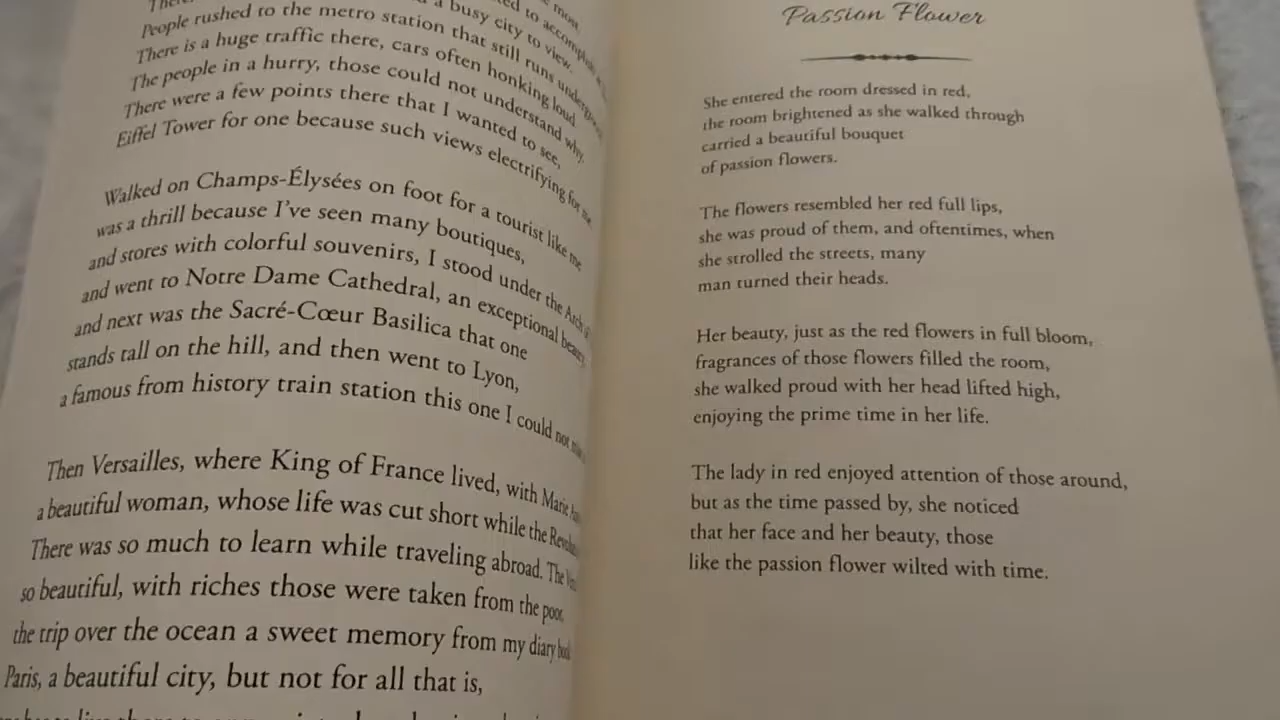 People rushed to the metro station that still runs underground
There is a huge traffic there, cars often honking loud.
The people in a hurry, those could not understand why.
There were a few points there that I wanted to see,
Eiffel Tower for one because such views electrifying for me
Walked on Champs-Élysées on foot for a tourist like me
was a thrill because I've seen many boutiques,
and stores with colorful souvenirs, I stood under the Arch
and went to Notre Dame Cathedral, an exceptional beauty
and next was the Sacré-Cœur Basilica that one
stands tall on the hill, and then went to Lyon,
a famous from history train station this one I could not
Then Versailles, where King of France lived, with Marie
a beautiful woman, whose life was cut short while the
There was so much to learn while traveling abroad. The
so beautiful, with riches those were taken from the poor,
the trip over the ocean a sweet memory from my diary
Paris, a beautiful city, but not for all that is,
Passion Flower
She entered the room dressed in red,
the room brightened as she walked through
carried a beautiful bouquet
of passion flowers.
The flowers resembled her red full lips,
she was proud of them, and oftentimes, when
she strolled the streets, many
man turned their heads.
Her beauty, just as the red flowers in full bloom,
fragrances of those flowers filled the room,
she walked proud with her head lifted high,
enjoying the prime time in her life.
The lady in red enjoyed attention of those around,
but as the time passed by, she noticed
that her face and her beauty, those
like the passion flower wilted with time.